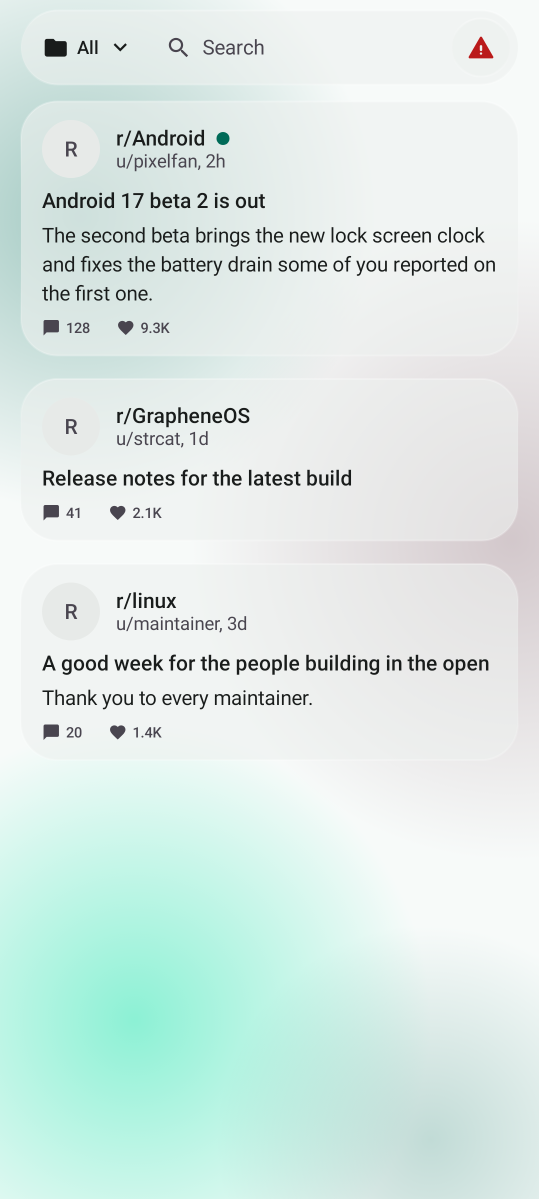 All
Search
R
r/Android
u/pixelfan, 2h
Android 17 beta 2 is out
The second beta brings the new lock screen clock
and fixes the battery drain some of you reported on
the first one.
128 9.3K
R
r/GrapheneOS
u/strcat, 1d
Release notes for the latest build
41 2.1K
R
r/linux
u/maintainer, 3d
A good week for the people building in the open
Thank you to every maintainer.
20 1.4K